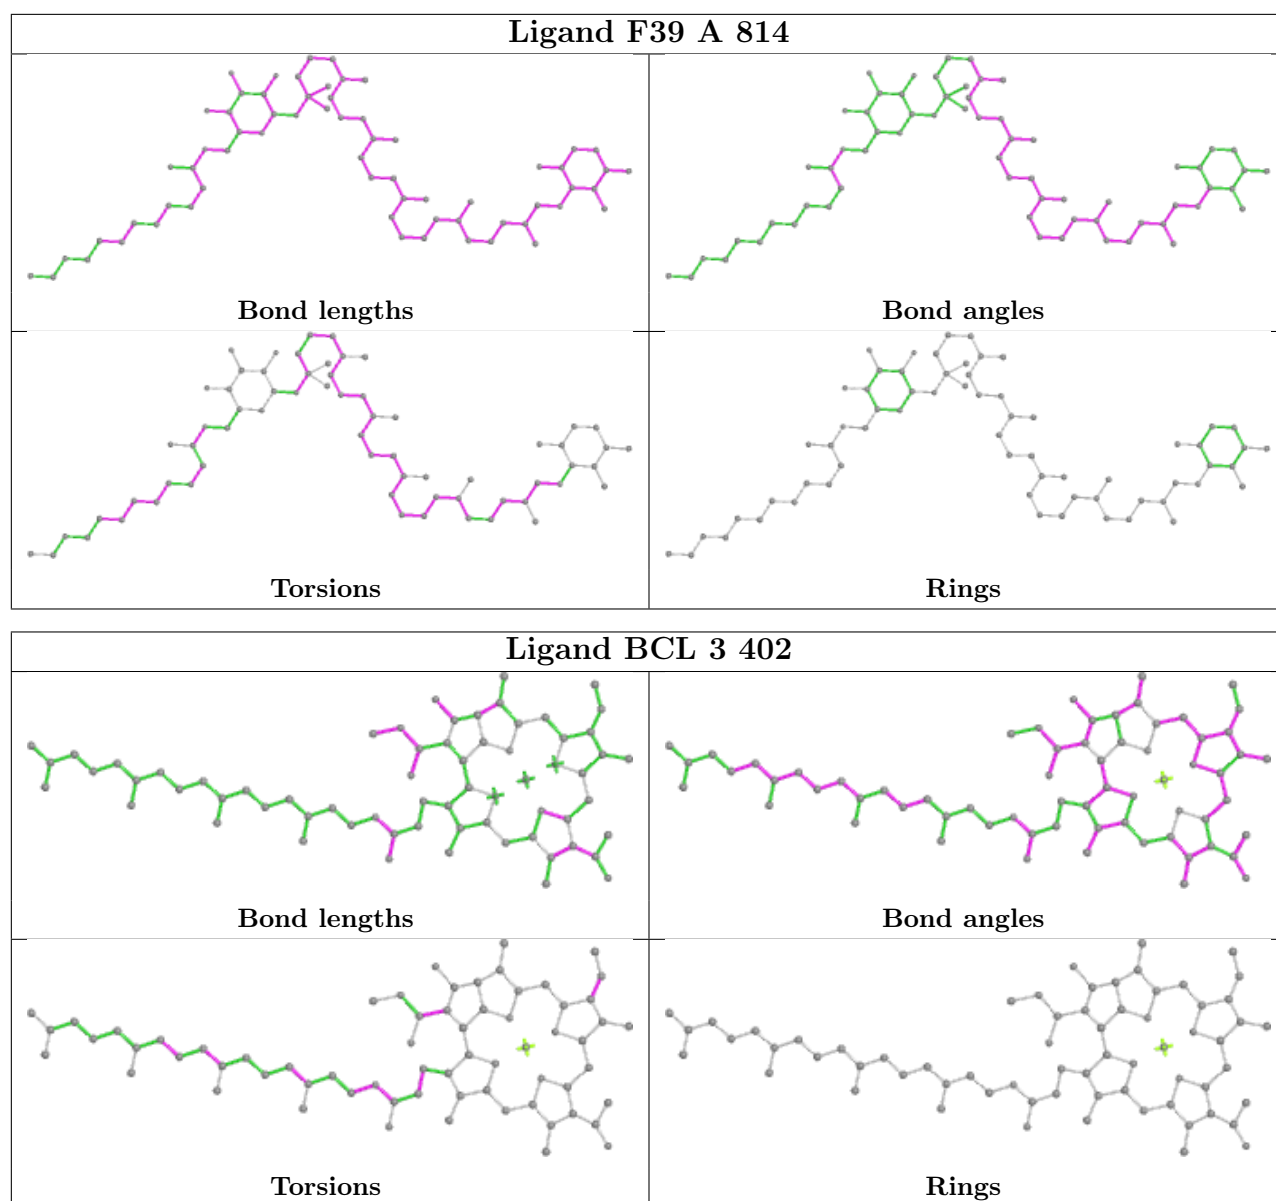 Ligand F39 A 814
Bond lengths
Bond angles
Torsions
Rings
Ligand BCL 3 402
Bond lengths
Bond angles
Torsions
Rings